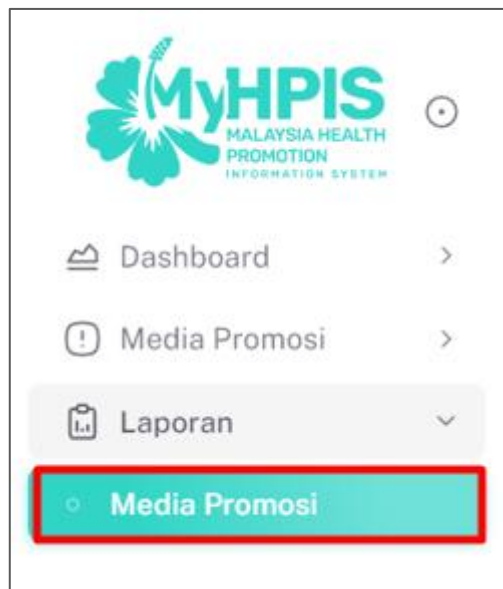 MyHPIS
MALAYSIA HEALTH
PROMOTION
INFORMATION SYSTEM
Dashboard
Media Promosi
Laporan
Media Promosi